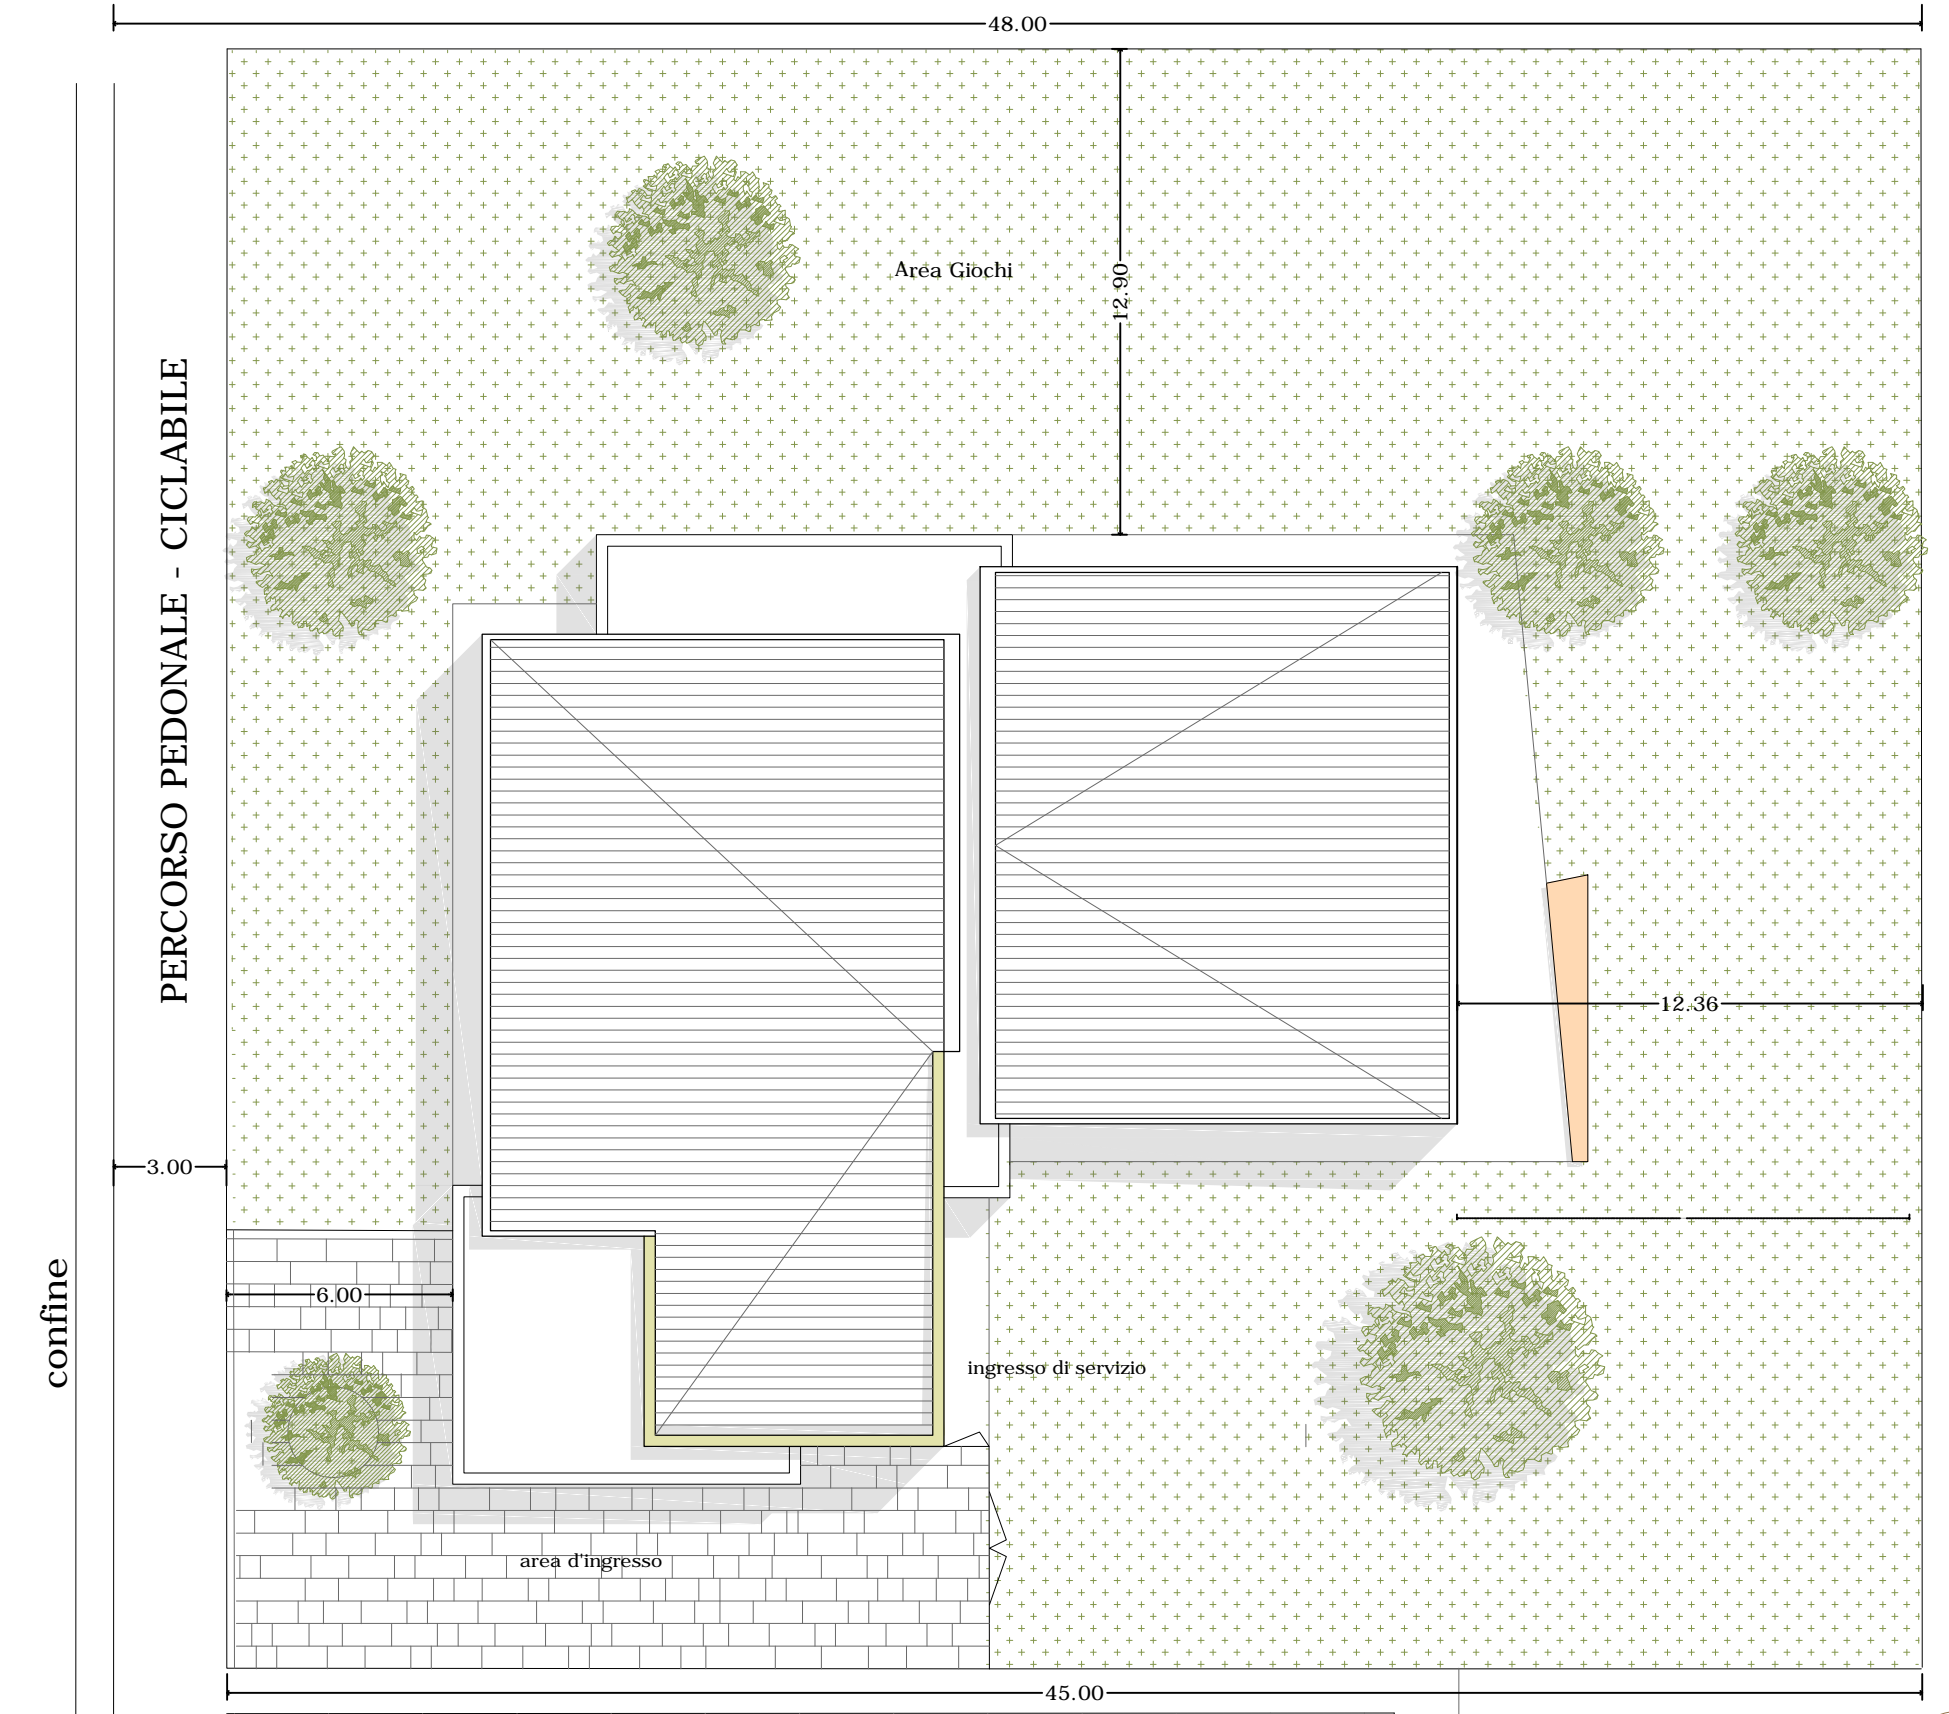 48.00
Area Giochi
12.90
PERCORSO PEDONALE - CICLABILE
12.36
3.00
confine
6.00
ingresso di servizio
area d'ingresso
45.00